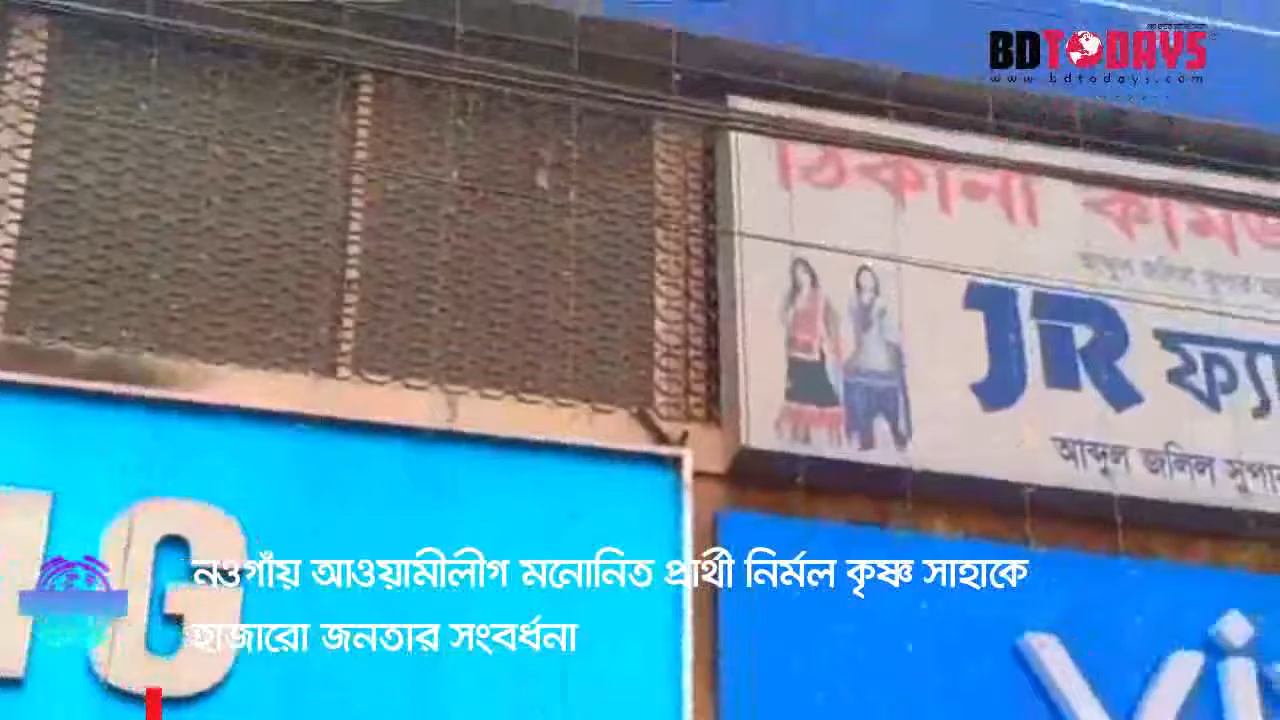 BDTODAYS
www.bdtodays.com
ঠিকানা
JR
আব্দুল জলিল সুপার
G
নওগাঁয় আওয়ামীলীগ মনোনিত প্রার্থী নির্মল কৃষ্ণ সাহাকে
হাজারো জনতার সংবর্ধনা